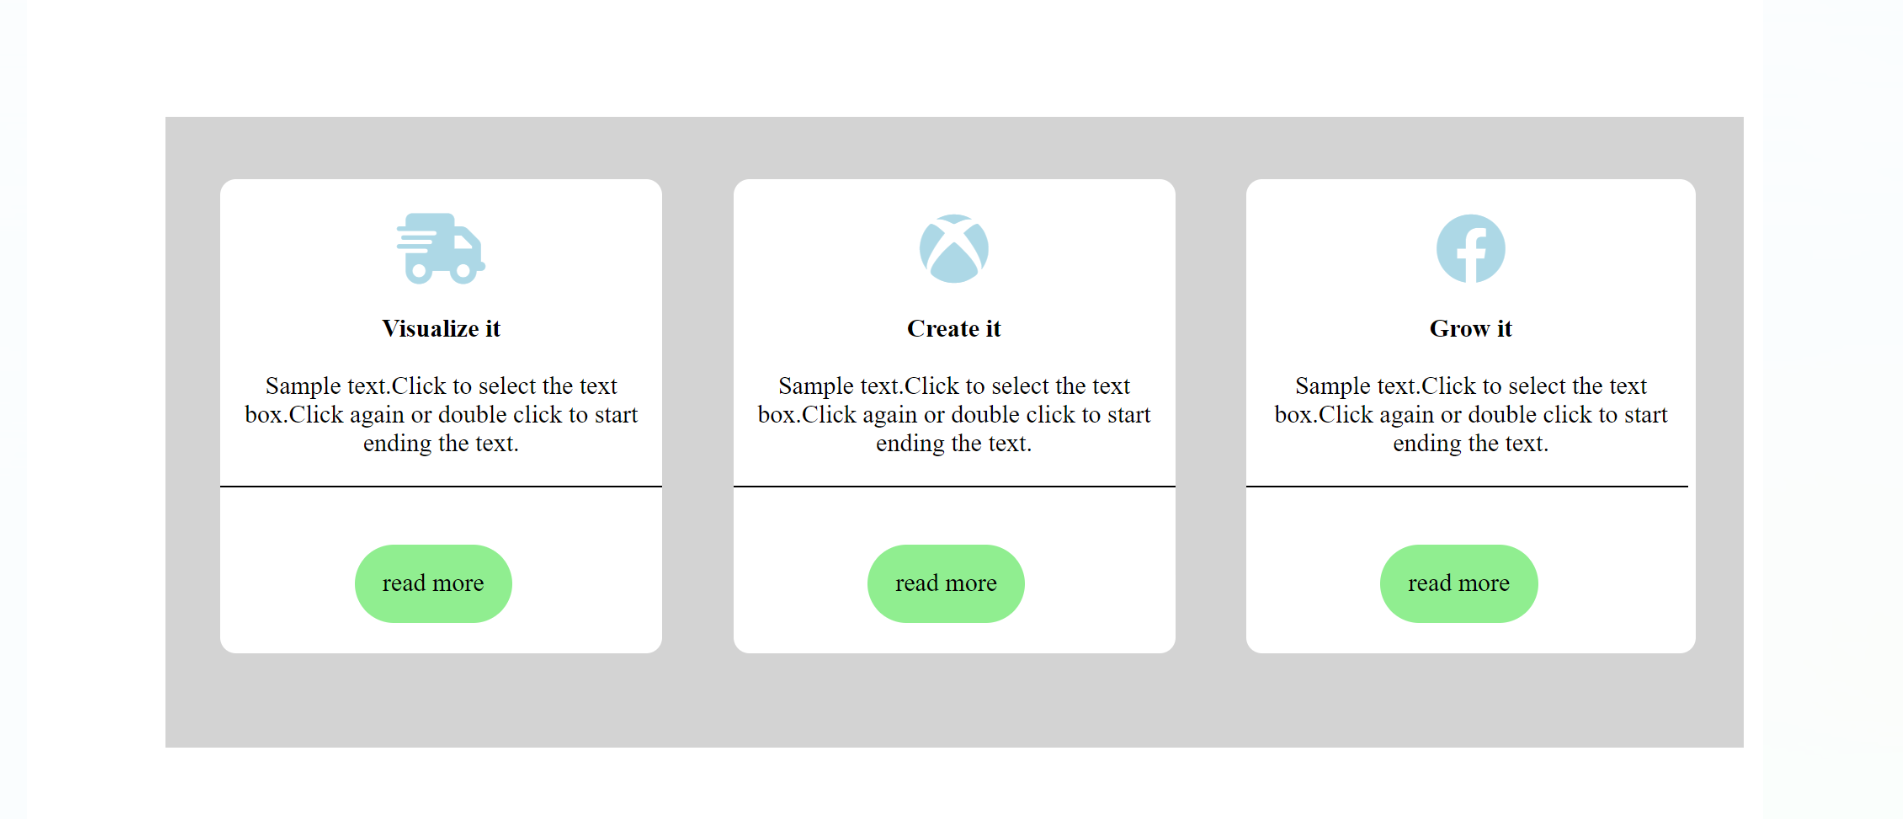 Visualize it
Sample text.Click to select the text
box.Click again or double click to start
ending the text.
read more
Create it
Sample text.Click to select the text
box.Click again or double click to start
ending the text.
read more
Grow it
Sample text.Click to select the text
box.Click again or double click to start
ending the text.
read more